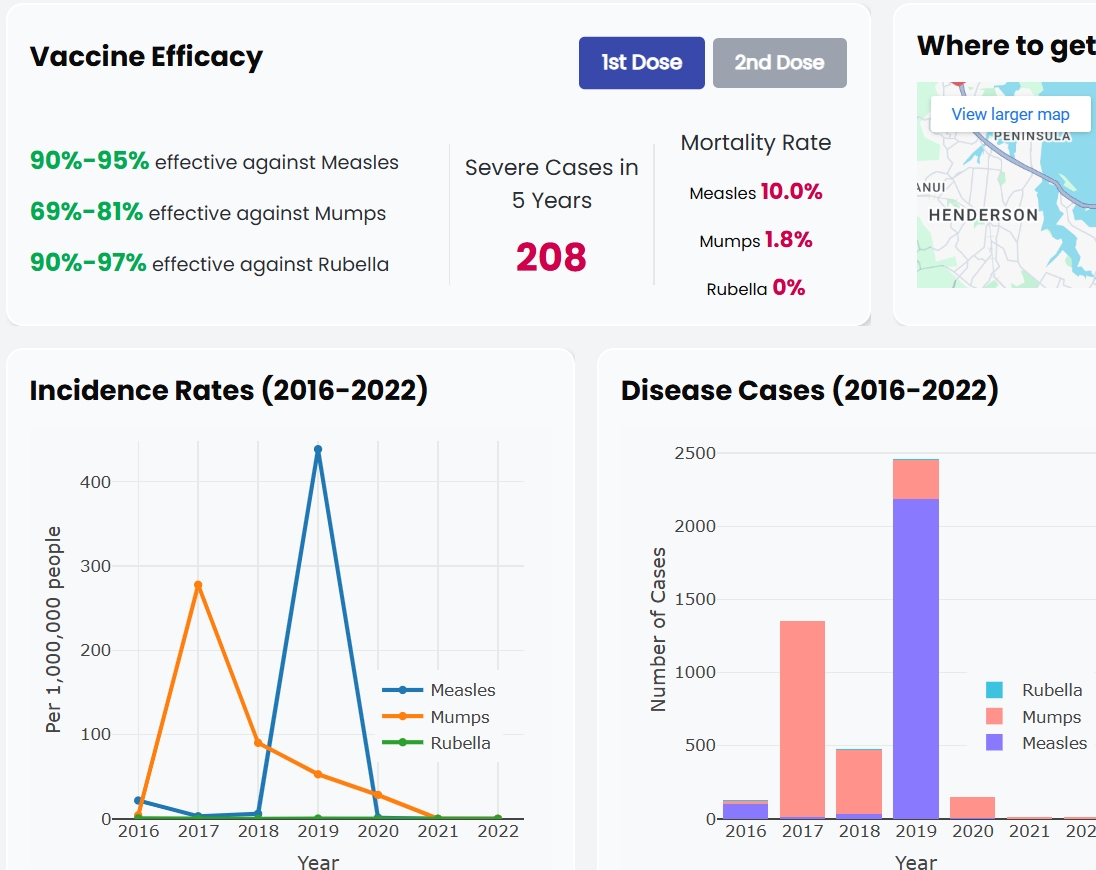 Vaccine Efficacy
1st Dose
2nd Dose
90%-95% effective against Measles
69%-81% effective against Mumps
90%-97% effective against Rubella
Severe Cases in
5 Years
208
Mortality Rate
Measles 10.0%
Mumps 1.8%
Rubella 0%
Where to get
View larger map
PENINSULA
ANUI
HENDERSON
Incidence Rates (2016-2022)
Per 1,000,000 people
400
300
200
100
0
2016 2017 2018 2019 2020 2021 2022
Year
Measles
Mumps
Rubella
Disease Cases (2016-2022)
Number of Cases
2500
2000
1500
1000
500
0
2016 2017 2018 2019 2020 2021 202
Year
Rubella
Mumps
Measles